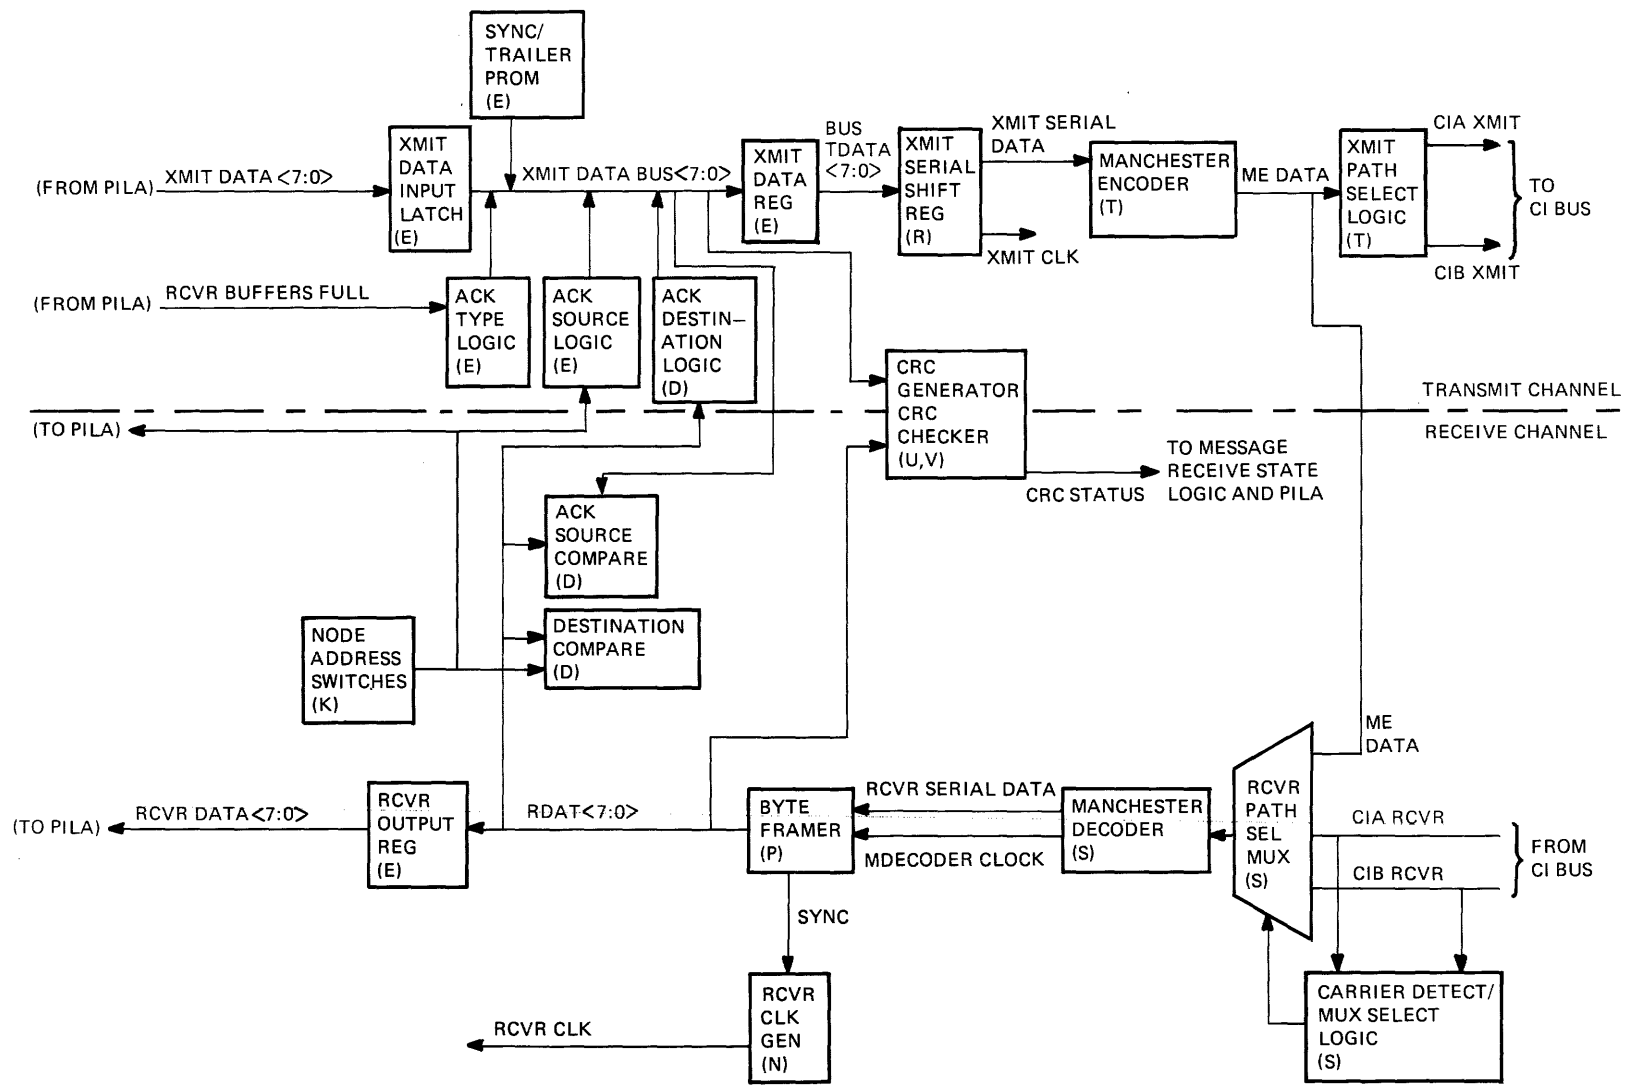 SYNC/
TRAILER
PROM
(E)
(FROM PILA)
XMIT DATA <7:0>
XMIT
DATA
INPUT
LATCH
(E)
XMIT DATA BUS<7:0>
XMIT
DATA
REG
(E)
BUS
TDATA
<7:0>
XMIT
SERIAL
SHIFT
REG
(R)
XMIT SERIAL
DATA
XMIT CLK
MANCHESTER
ENCODER
(T)
ME DATA
XMIT
PATH
SELECT
LOGIC
(T)
CIA XMIT
CIB XMIT
TO
CI BUS
(FROM PILA)
RCVR BUFFERS FULL
ACK
TYPE
LOGIC
(E)
ACK
SOURCE
LOGIC
(E)
ACK
DESTIN–
ATION
LOGIC
(D)
CRC
GENERATOR
CRC
CHECKER
(U,V)
TRANSMIT CHANNEL
RECEIVE CHANNEL
(TO PILA)
CRC STATUS
TO MESSAGE
RECEIVE STATE
LOGIC AND PILA
ACK
SOURCE
COMPARE
(D)
NODE
ADDRESS
SWITCHES
(K)
DESTINATION
COMPARE
(D)
ME
DATA
(TO PILA)
RCVR DATA<7:0>
RCVR
OUTPUT
REG
(E)
RDAT<7:0>
BYTE
FRAMER
(P)
RCVR SERIAL DATA
MDECODER CLOCK
MANCHESTER
DECODER
(S)
RCVR
PATH
SEL
MUX
(S)
CIA RCVR
CIB RCVR
FROM
CI BUS
SYNC
RCVR CLK
RCVR
CLK
GEN
(N)
CARRIER DETECT/
MUX SELECT
LOGIC
(S)